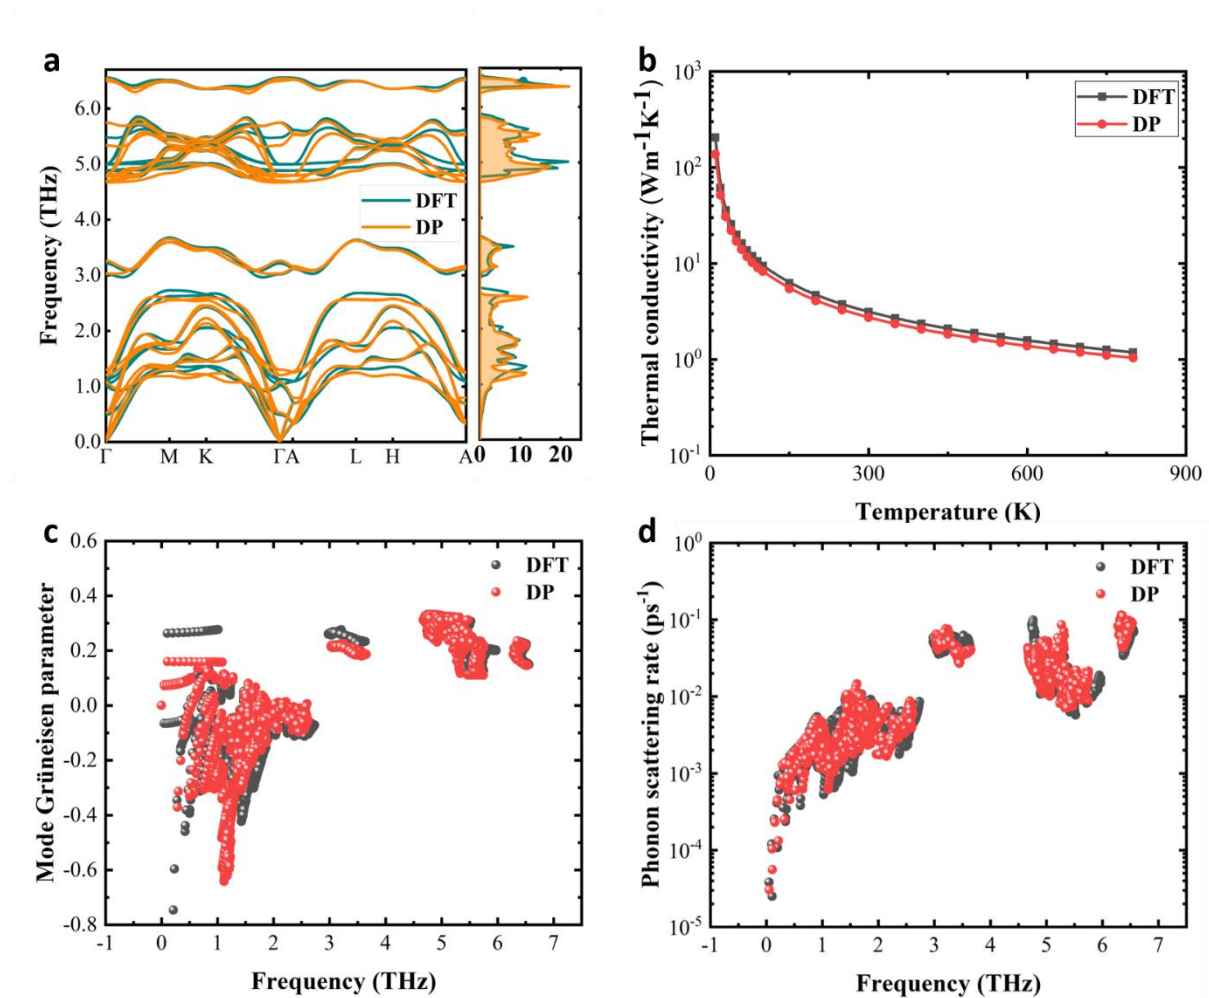 a
Frequency (THz)
6.0
5.0
4.0
3.0
2.0
1.0
0.0
DFT
DP
Γ M K Γ A L H A
0 10 20
b
Thermal conductivity (Wm⁻¹K⁻¹)
10³
10²
10¹
10⁰
10⁻¹
DFT
DP
0 300 600 900
Temperature (K)
c
Mode Grüneisen parameter
0.6
0.4
0.2
0.0
-0.2
-0.4
-0.6
-0.8
DFT
DP
-1 0 1 2 3 4 5 6 7
Frequency (THz)
d
Phonon scattering rate (ps⁻¹)
10⁰
10⁻¹
10⁻²
10⁻³
10⁻⁴
10⁻⁵
DFT
DP
-1 0 1 2 3 4 5 6 7
Frequency (THz)